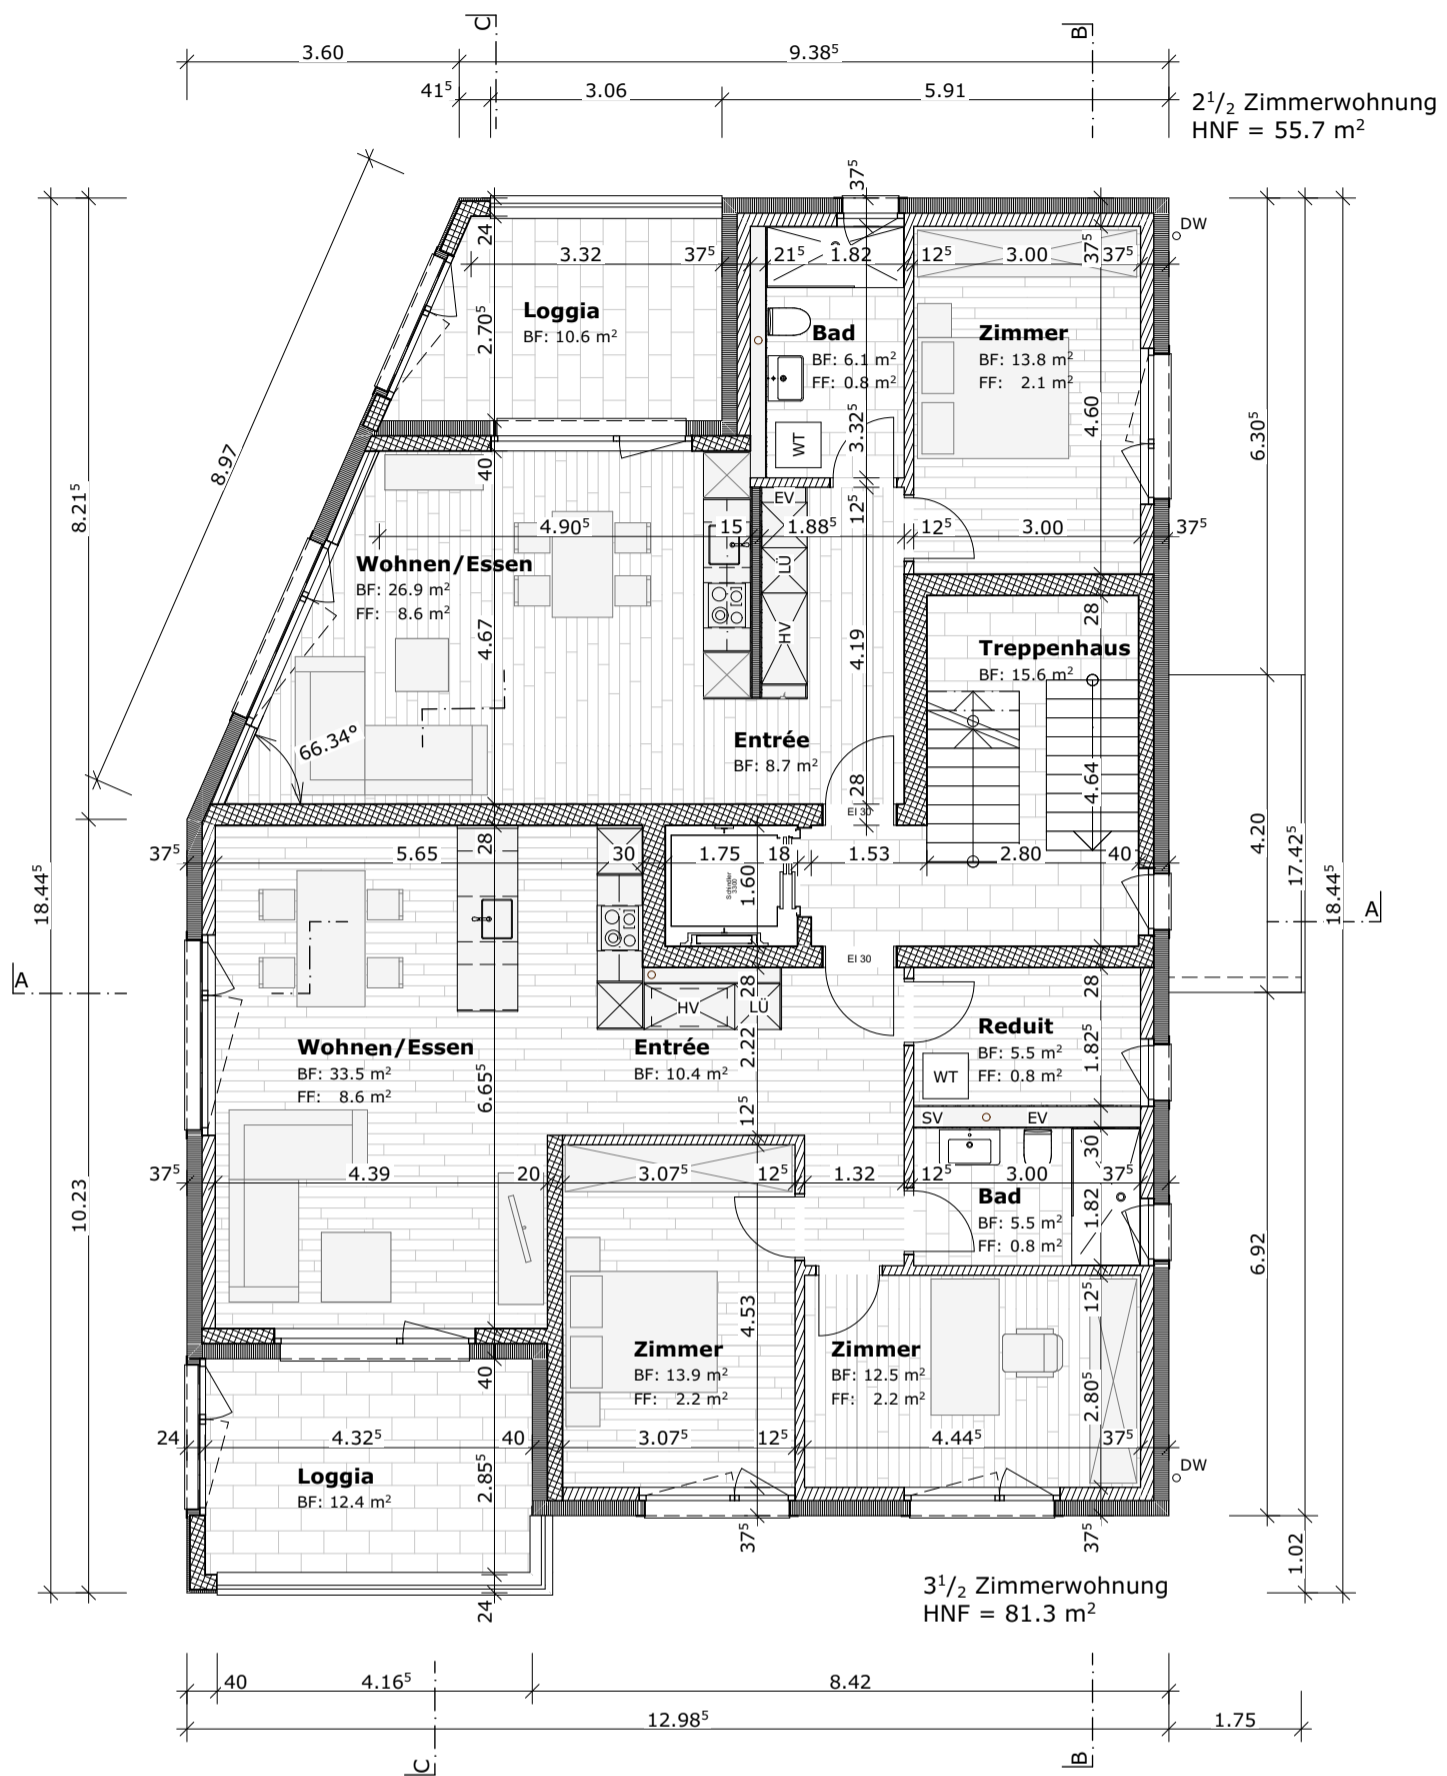 C
B
3.60
9.38⁵
41⁵
3.06
5.91
2¹/₂ Zimmerwohnung
HNF = 55.7 m²
37⁵
DW
24
3.32
37⁵
21⁵
1.82
12⁵
3.00
37⁵
37⁵
Loggia
BF: 10.6 m²
2.70⁵
Bad
BF: 6.1 m²
FF: 0.8 m²
Zimmer
BF: 13.8 m²
FF: 2.1 m²
4.60
3.32⁵
WT
6.30⁵
8.97
8.21⁵
40
EV
12⁵
4.90⁵
15
1.88⁵
12⁵
3.00
37⁵
Wohnen/Essen
BF: 26.9 m²
FF: 8.6 m²
LÜ
HV
4.67
4.19
28
Treppenhaus
BF: 15.6 m²
66.34°
Entrée
BF: 8.7 m²
28
EI 30
4.64
4.20
17.42⁵
18.44⁵
18.44⁵
37⁵
5.65
28
30
1.75
18
1.53
2.80
40
Schindler
3300
1.60
A
A
EI 30
28
HV
LÜ
28
Wohnen/Essen
BF: 33.5 m²
FF: 8.6 m²
6.65⁵
Entrée
BF: 10.4 m²
2.22
Reduit
BF: 5.5 m²
FF: 0.8 m²
1.82⁵
WT
12⁵
SV
EV
30
37⁵
4.39
20
3.07⁵
12⁵
1.32
12⁵
3.00
37⁵
Bad
BF: 5.5 m²
FF: 0.8 m²
1.82
10.23
6.92
12⁵
4.53
Zimmer
BF: 13.9 m²
FF: 2.2 m²
Zimmer
BF: 12.5 m²
FF: 2.2 m²
2.80⁵
40
24
4.32⁵
40
3.07⁵
12⁵
4.44⁵
37⁵
DW
Loggia
BF: 12.4 m²
2.85⁵
37⁵
37⁵
1.02
24
3¹/₂ Zimmerwohnung
HNF = 81.3 m²
40
4.16⁵
8.42
12.98⁵
1.75
C
B